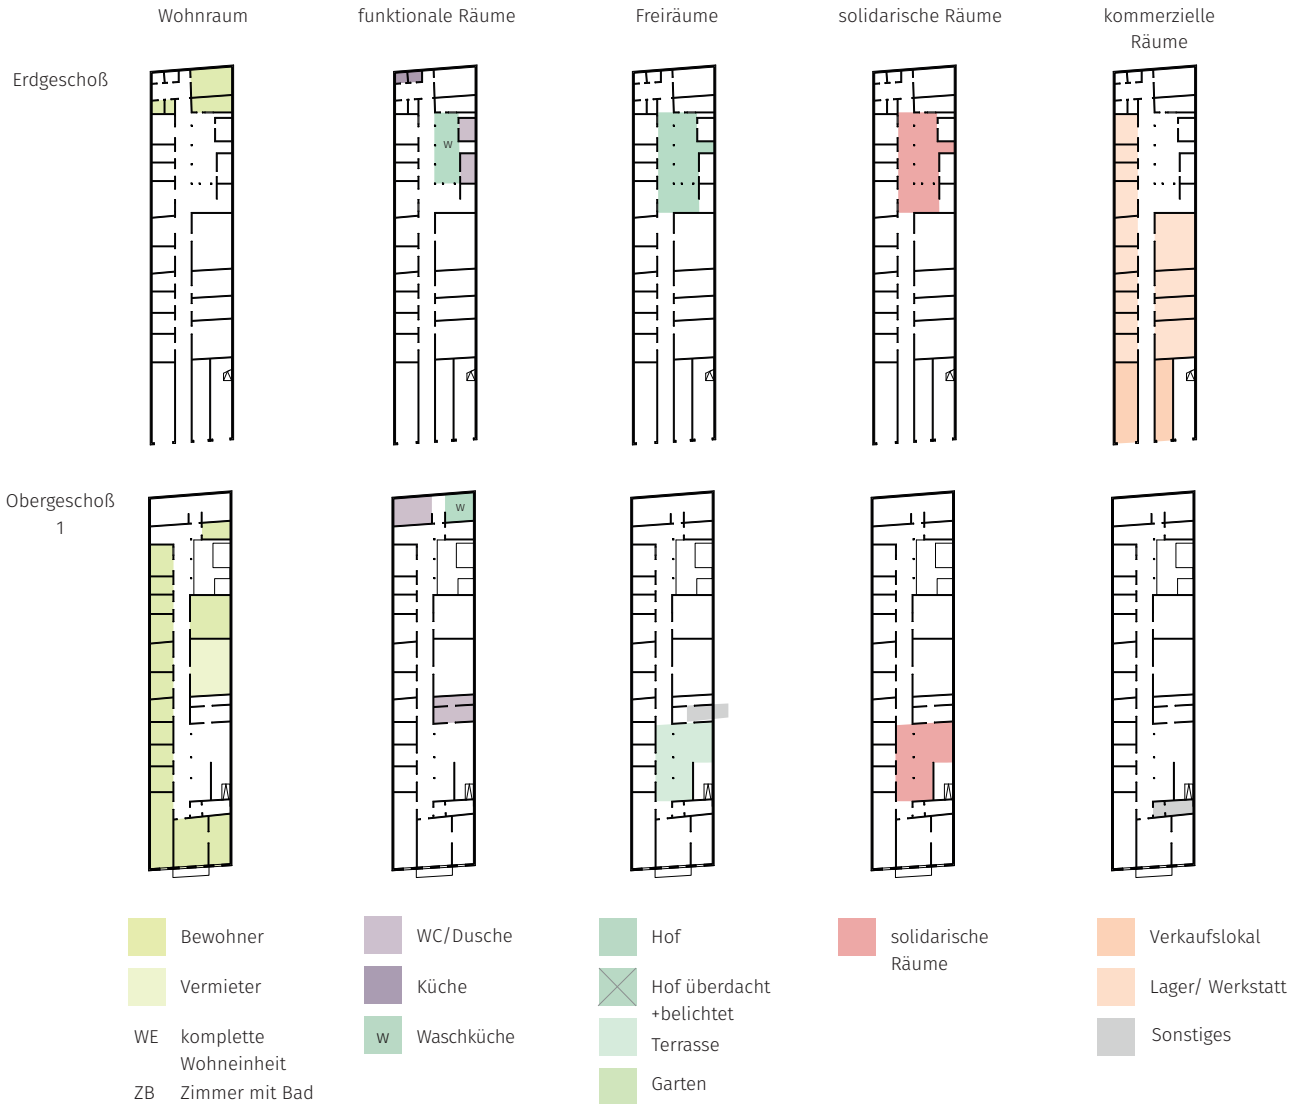 Wohnraum
funktionale Räume
Freiräume
solidarische Räume
kommerzielle
Räume
Erdgeschoß
w
Obergeschoß
1
w
Bewohner
Vermieter
WE komplette
Wohneinheit
ZB Zimmer mit Bad
WC/Dusche
Küche
w Waschküche
Hof
Hof überdacht
+belichtet
Terrasse
Garten
solidarische
Räume
Verkaufslokal
Lager/ Werkstatt
Sonstiges